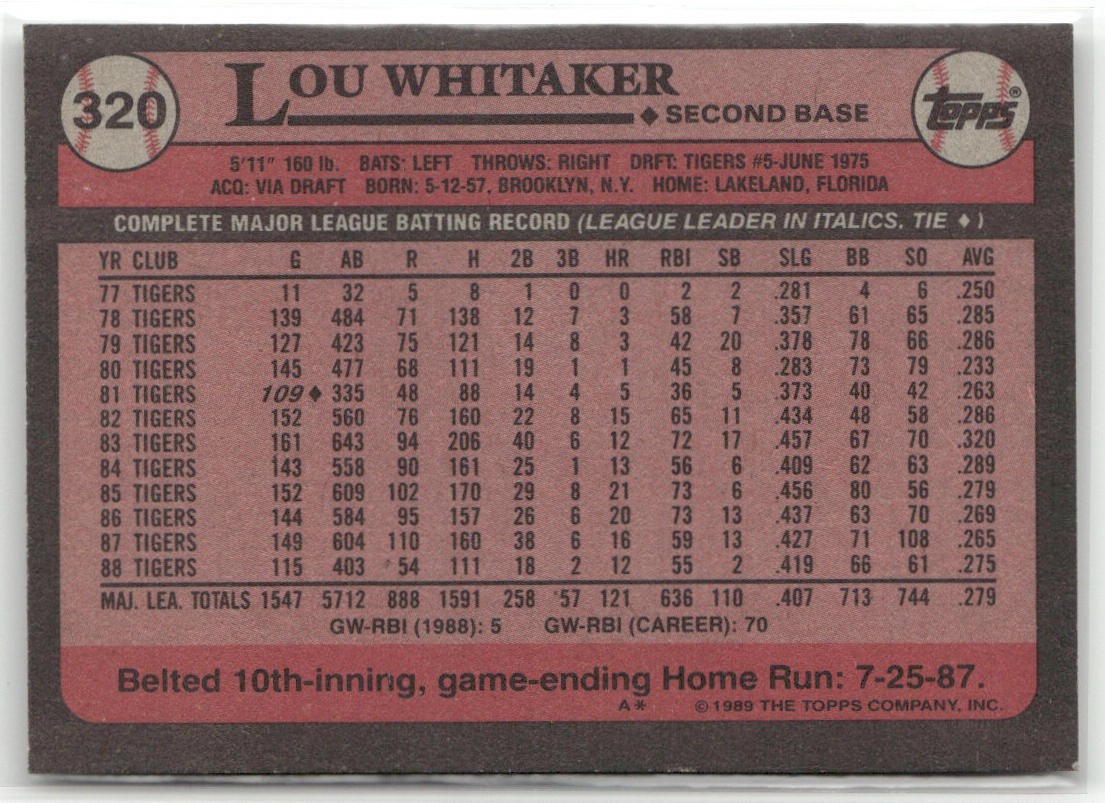 320
LOU WHITAKER
♦ SECOND BASE
TOPPS®
5'11" 160 lb. BATS: LEFT THROWS: RIGHT DRFT: TIGERS #5-JUNE 1975
ACQ: VIA DRAFT BORN: 5-12-57, BROOKLYN, N.Y. HOME: LAKELAND, FLORIDA
COMPLETE MAJOR LEAGUE BATTING RECORD (LEAGUE LEADER IN ITALICS, TIE ♦)
YR CLUB G AB R H 2B 3B HR RBI SB SLG BB SO AVG
77 TIGERS 11 32 5 8 1 0 0 2 2 .281 4 6 .250
78 TIGERS 139 484 71 138 12 7 3 58 7 .357 61 65 .285
79 TIGERS 127 423 75 121 14 8 3 42 20 .378 78 66 .286
80 TIGERS 145 477 68 111 19 1 1 45 8 .283 73 79 .233
81 TIGERS 109♦ 335 48 88 14 4 5 36 5 .373 40 42 .263
82 TIGERS 152 560 76 160 22 8 15 65 11 .434 48 58 .286
83 TIGERS 161 643 94 206 40 6 12 72 17 .457 67 70 .320
84 TIGERS 143 558 90 161 25 1 13 56 6 .409 62 63 .289
85 TIGERS 152 609 102 170 29 8 21 73 6 .456 80 56 .279
86 TIGERS 144 584 95 157 26 6 20 73 13 .437 63 70 .269
87 TIGERS 149 604 110 160 38 6 16 59 13 .427 71 108 .265
88 TIGERS 115 403 54 111 18 2 12 55 2 .419 66 61 .275
MAJ. LEA. TOTALS 1547 5712 888 1591 258 57 121 636 110 .407 713 744 .279
GW-RBI (1988): 5 GW-RBI (CAREER): 70
Belted 10th-inning, game-ending Home Run: 7-25-87.
A* © 1989 THE TOPPS COMPANY, INC.